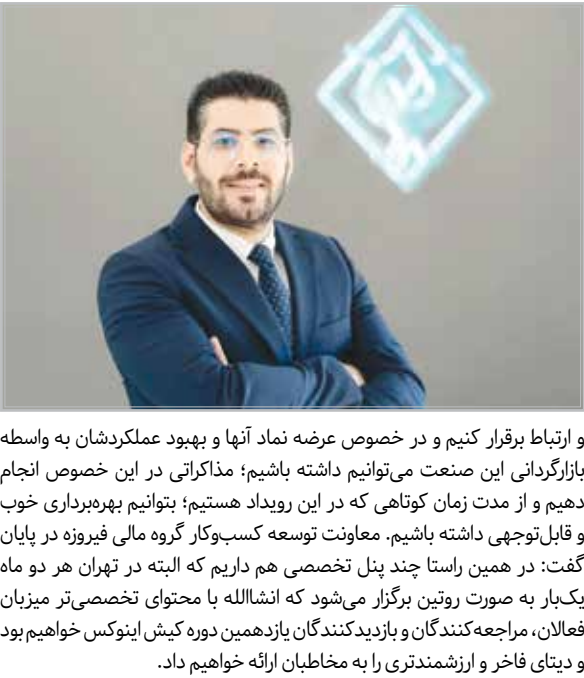 و ارتباط برقرار کنیم و در خصوص عرضه نماد آنها و بهبود عملکردشان به واسطه
بازارگردانی این صنعت می‌توانیم داشته باشیم؛ مذاکراتی در این خصوص انجام
دهیم و از مدت زمان کوتاهی که در این رویداد هستیم؛ بتوانیم بهره‌برداری خوب
و قابل‌توجهی داشته باشیم. معاونت توسعه کسب‌وکار گروه مالی فیروزه در پایان
گفت: در همین راستا چند پنل تخصصی هم داریم که البته در تهران هر دو ماه
یک‌بار به صورت روتین برگزار می‌شود که انشاالله با محتوای تخصصی‌تر میزبان
فعالان، مراجعه‌کنندگان و بازدیدکنندگان یازدهمین دوره کیش اینوکس خواهیم بود
و دیتای فاخر و ارزشمندتری را به مخاطبان ارائه خواهیم داد.